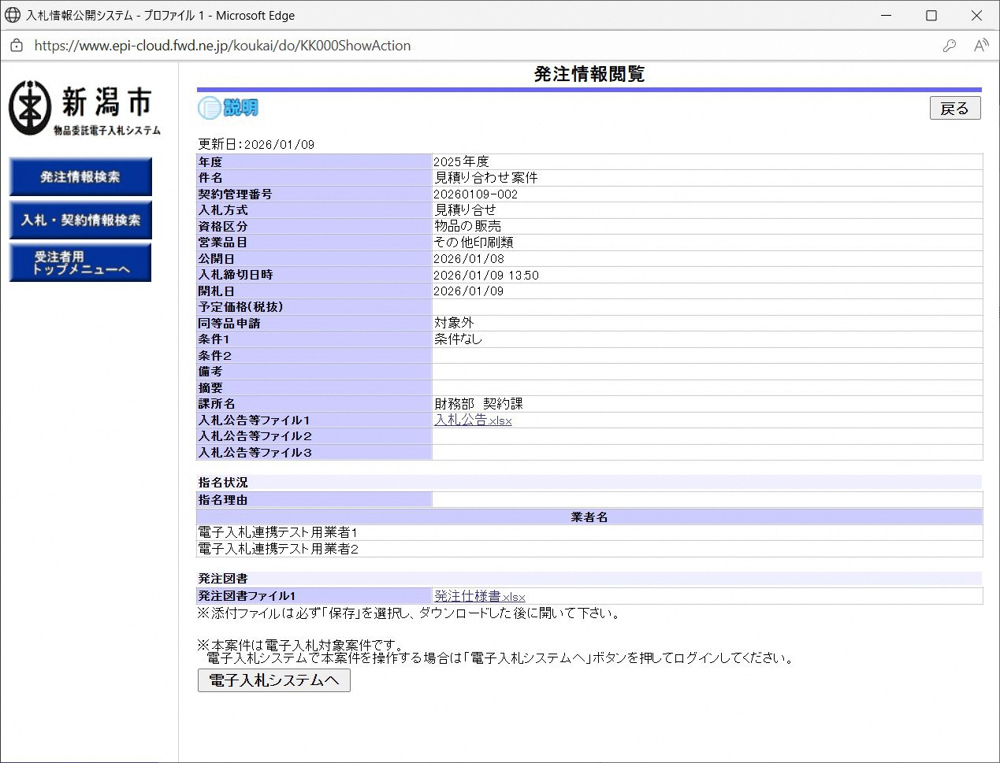 入札情報公開システム - プロファイル 1 - Microsoft Edge
https://www.epi-cloud.fwd.ne.jp/koukai/do/KK000ShowAction
新潟市
物品委託電子入札システム
発注情報検索
入札・契約情報検索
受注者用
トップメニューへ
発注情報閲覧
説明
戻る
更新日：2026/01/09
年度 2025年度
件名 見積り合わせ案件
契約管理番号 20260109-002
入札方式 見積り合せ
資格区分 物品の販売
営業品目 その他印刷類
公開日 2026/01/08
入札締切日時 2026/01/09 13:50
開札日 2026/01/09
予定価格(税抜)
同等品申請 対象外
条件1 条件なし
条件2
備考
摘要
課所名 財務部 契約課
入札公告等ファイル1 入札公告.xlsx
入札公告等ファイル2
入札公告等ファイル3
指名状況
指名理由
業者名
電子入札連携テスト用業者1
電子入札連携テスト用業者2
発注図書
発注図書ファイル1 発注仕様書.xlsx
※添付ファイルは必ず「保存」を選択し、ダウンロードした後に開いて下さい。
※本案件は電子入札対象案件です。
電子入札システムで本案件を操作する場合は「電子入札システムへ」ボタンを押してログインしてください。
電子入札システムへ